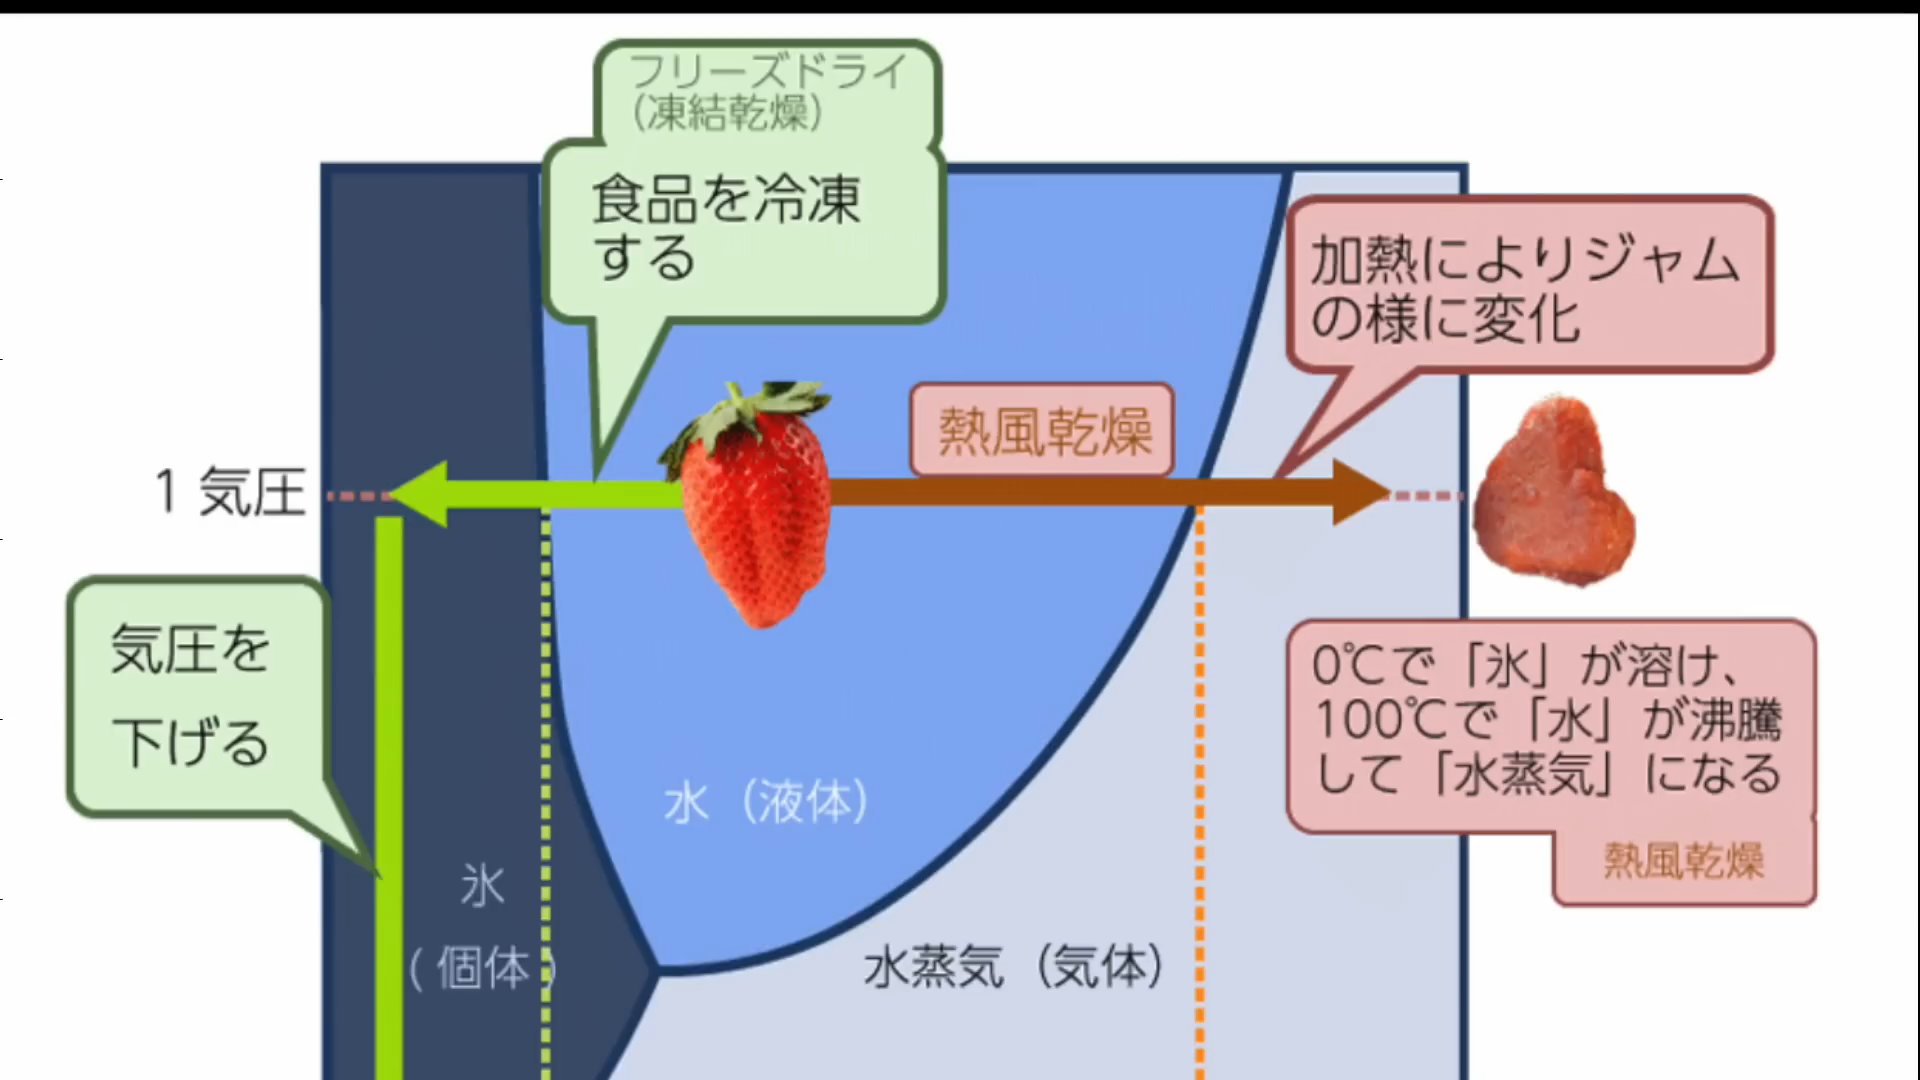 フリーズドライ
（凍結乾燥）
食品を冷凍
する
加熱によりジャム
の様に変化
熱風乾燥
1 気圧
気圧を
下げる
0℃で「氷」が溶け、
100℃で「水」が沸騰
して「水蒸気」になる
熱風乾燥
水（液体）
氷
( 個体 )
水蒸気（気体）